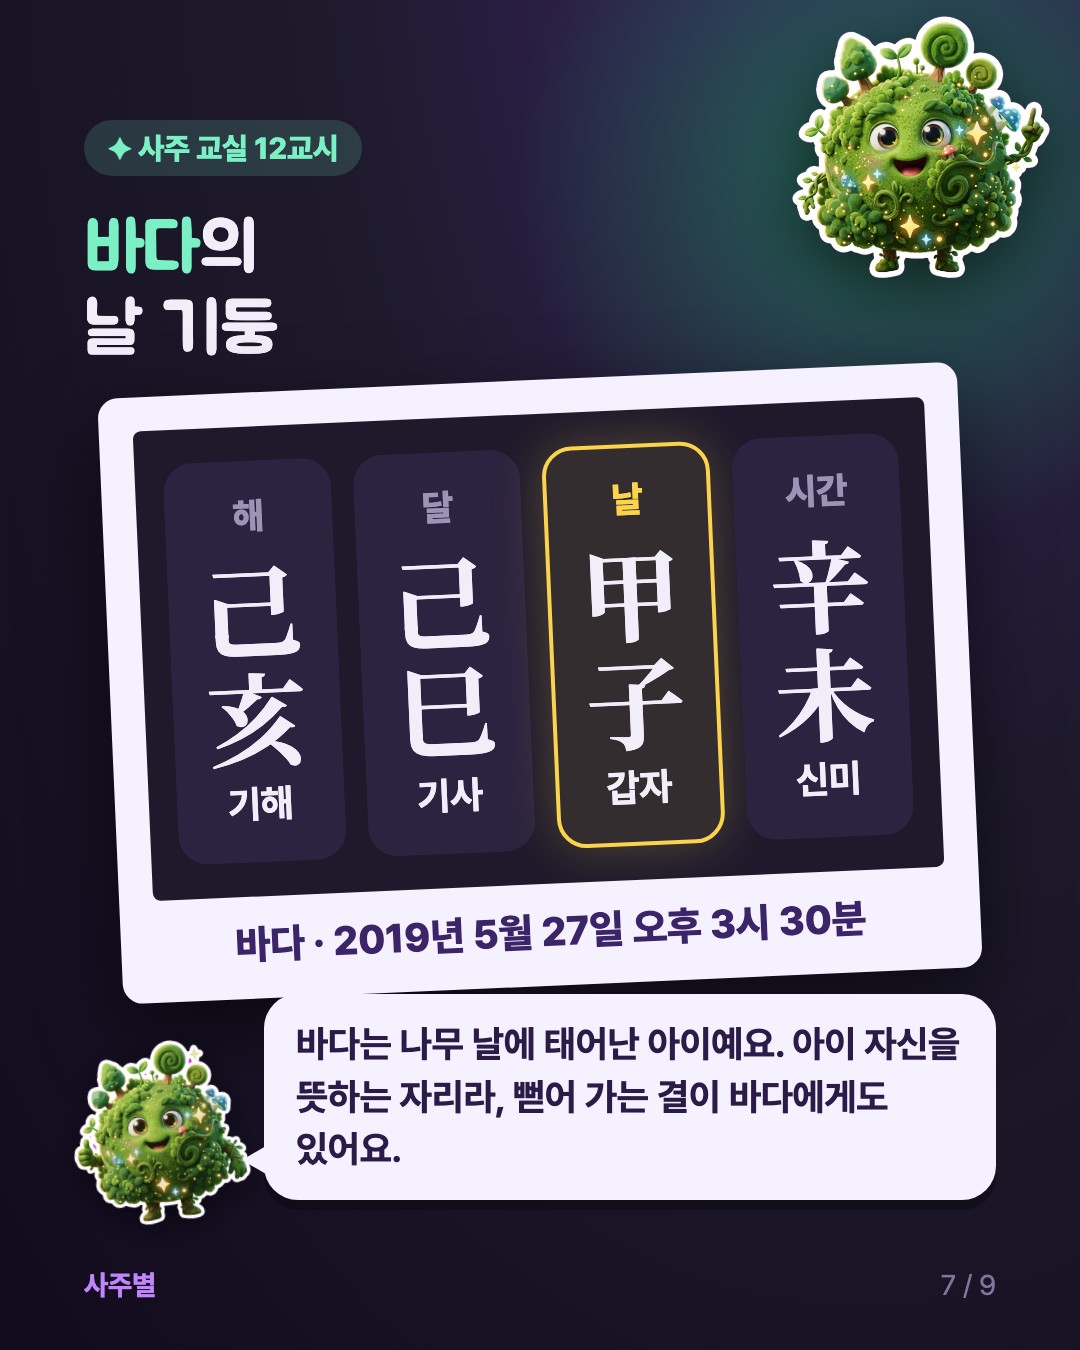 ✦ 사주 교실 12교시
바다의
날 기둥
해 달 날 시간
己 己 甲 辛
亥 巳 子 未
기해 기사 갑자 신미
바다 · 2019년 5월 27일 오후 3시 30분
바다는 나무 날에 태어난 아이예요. 아이 자신을
뜻하는 자리라, 뻗어 가는 결이 바다에게도
있어요.
사주별
7 / 9